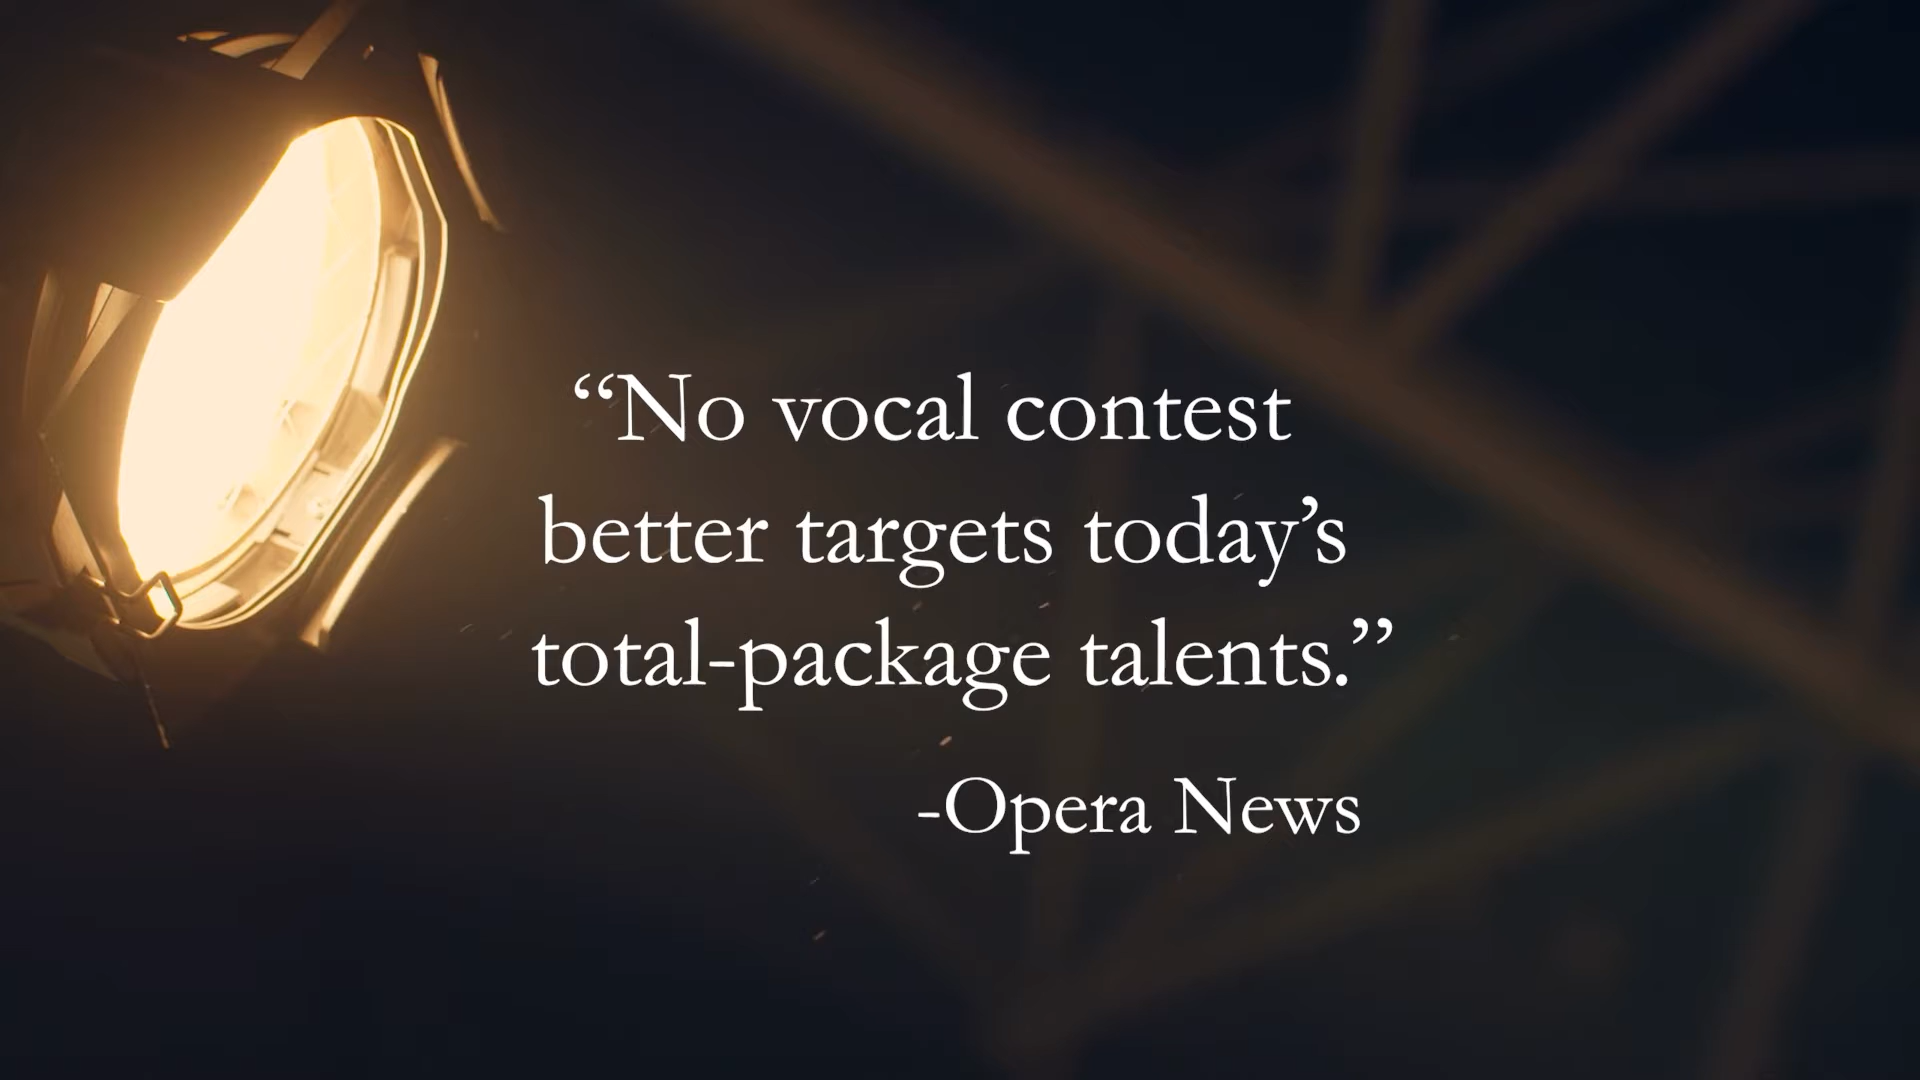 “No vocal contest
better targets today’s
total-package talents.”
-Opera News